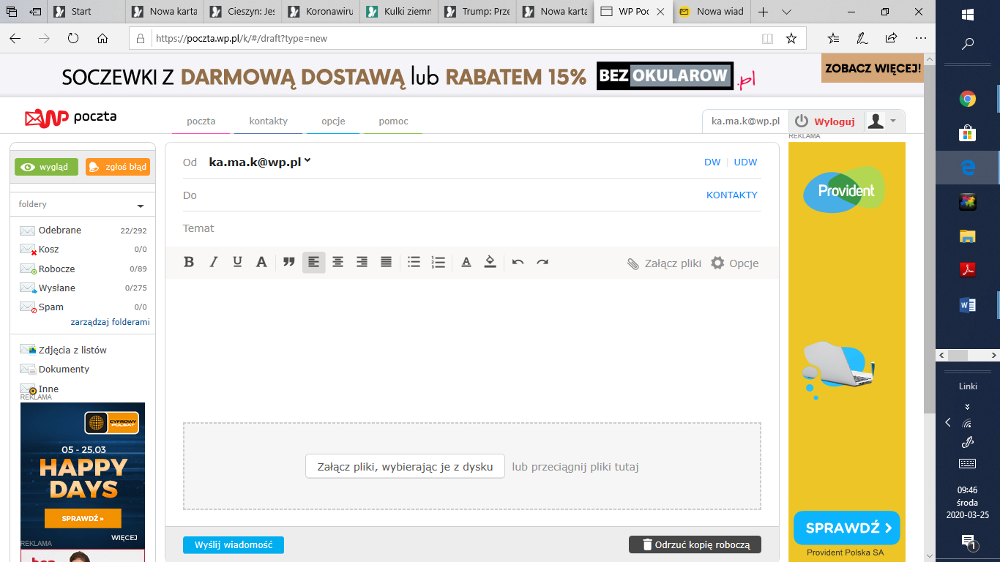 Start
Nowa karta
Cieszyn: Jes
Koronawiru
Kulki ziemn
Trump: Prze
Nowa karta
WP Poc
Nowa wiad
https://poczta.wp.pl/k/#/draft?type=new
SOCZEWKI Z DARMOWĄ DOSTAWĄ lub RABATEM 15% BEZ OKULAROW .pl
ZOBACZ WIĘCEJ!
WP poczta
poczta
kontakty
opcje
pomoc
ka.ma.k@wp.pl
Wyloguj
REKLAMA
wygląd
zgłoś błąd
foldery
Odebrane 22/292
Kosz 0/0
Robocze 0/89
Wysłane 0/275
Spam 0/0
zarządzaj folderami
Zdjęcia z listów
Dokumenty
Inne
REKLAMA
CYFROWY POLSAT
05 - 25.03
HAPPY
DAYS
SPRAWDŹ »
WIĘCEJ
REKLAMA
Od ka.ma.k@wp.pl
DW | UDW
Do
KONTAKTY
Temat
B I U A
A
Załącz pliki
Opcje
Załącz pliki, wybierając je z dysku
lub przeciągnij pliki tutaj
Wyślij wiadomość
Odrzuć kopię roboczą
Provident
SPRAWDŹ >
Provident Polska SA
Linki
09:46
środa
2020-03-25
1